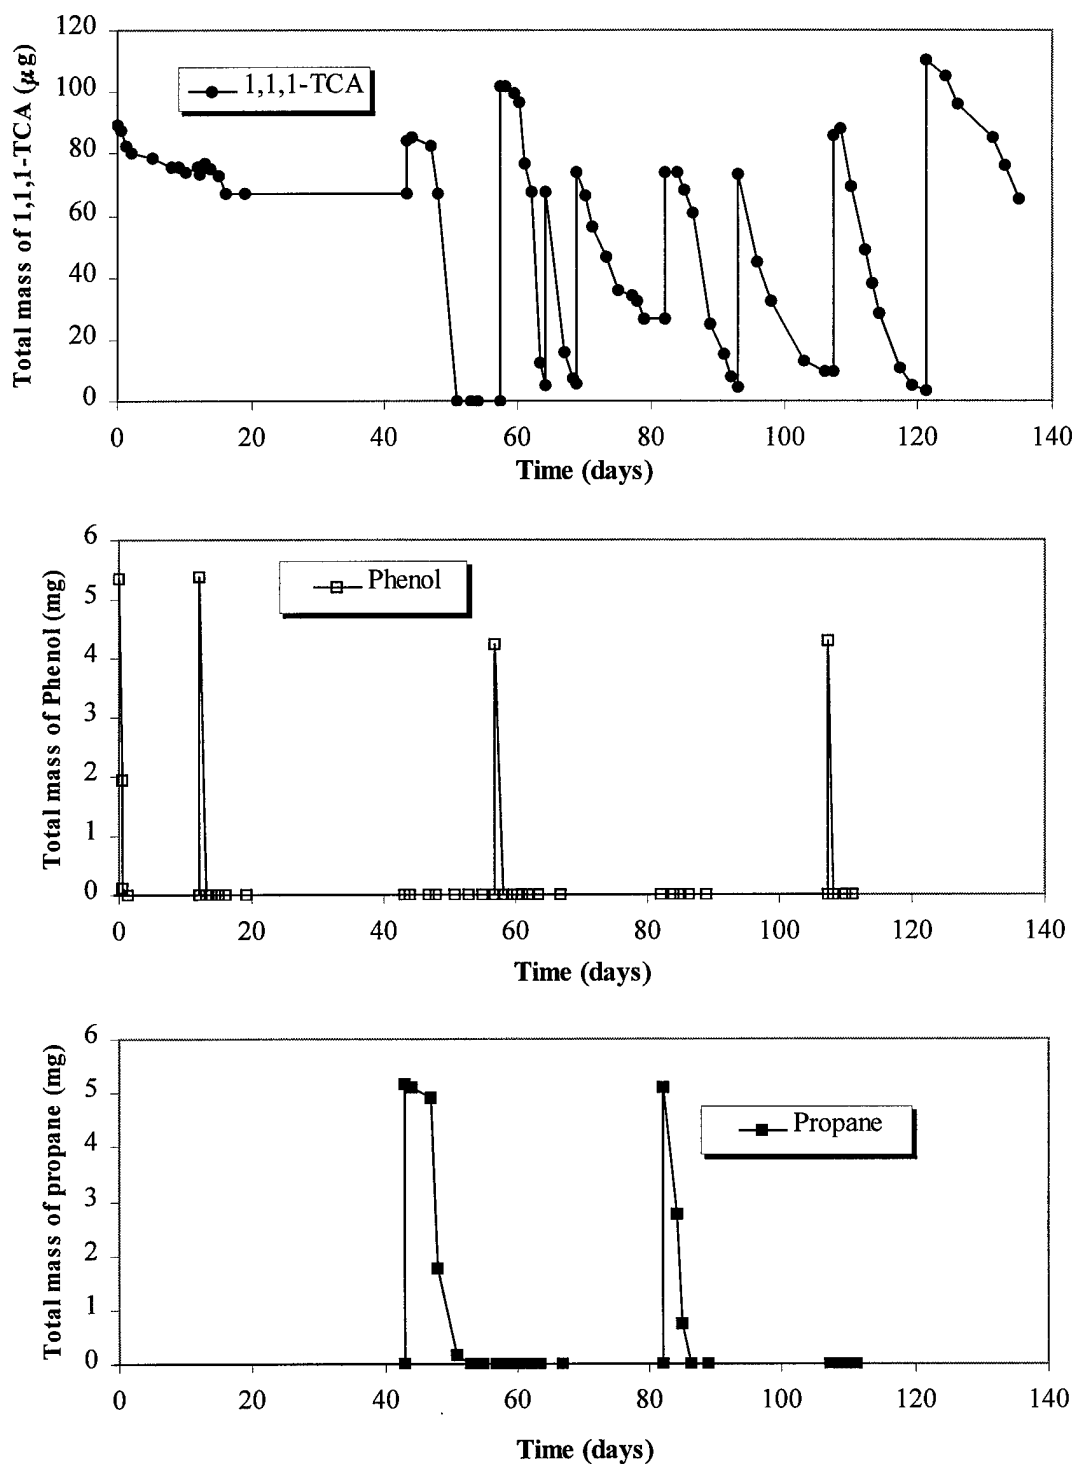 Total mass of 1,1,1-TCA (μg)
120
100
80
60
40
20
0
1,1,1-TCA
0 20 40 60 80 100 120 140
Time (days)
Total mass of Phenol (mg)
6
5
4
3
2
1
0
Phenol
0 20 40 60 80 100 120 140
Time (days)
Total mass of propane (mg)
6
5
4
3
2
1
0
Propane
0 20 40 60 80 100 120 140
Time (days)